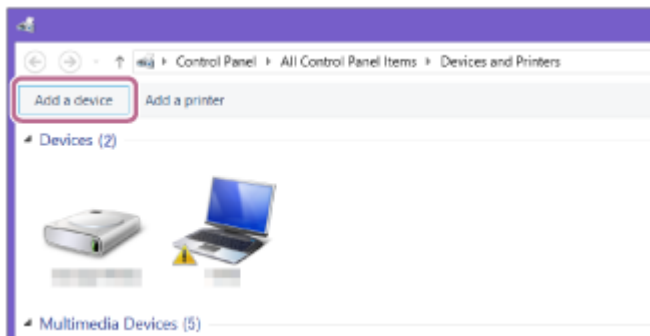 Control Panel All Control Panel Items Devices and Printers
Add a device Add a printer
Devices (2)
Multimedia Devices (5)